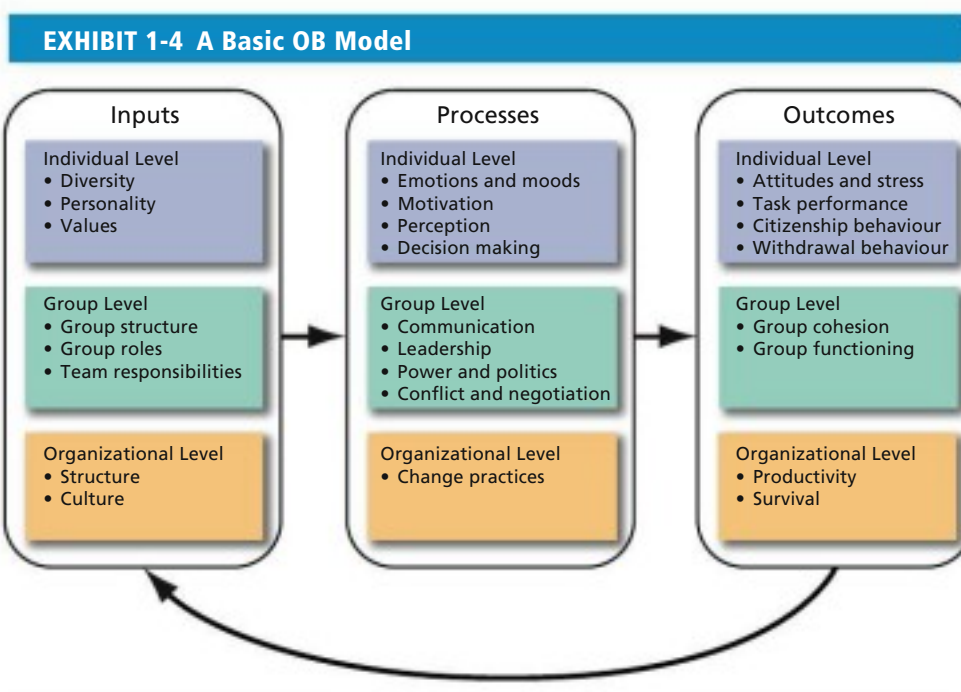 EXHIBIT 1-4 A Basic OB Model
Inputs
Individual Level
• Diversity
• Personality
• Values
Group Level
• Group structure
• Group roles
• Team responsibilities
Organizational Level
• Structure
• Culture
Processes
Individual Level
• Emotions and moods
• Motivation
• Perception
• Decision making
Group Level
• Communication
• Leadership
• Power and politics
• Conflict and negotiation
Organizational Level
• Change practices
Outcomes
Individual Level
• Attitudes and stress
• Task performance
• Citizenship behaviour
• Withdrawal behaviour
Group Level
• Group cohesion
• Group functioning
Organizational Level
• Productivity
• Survival